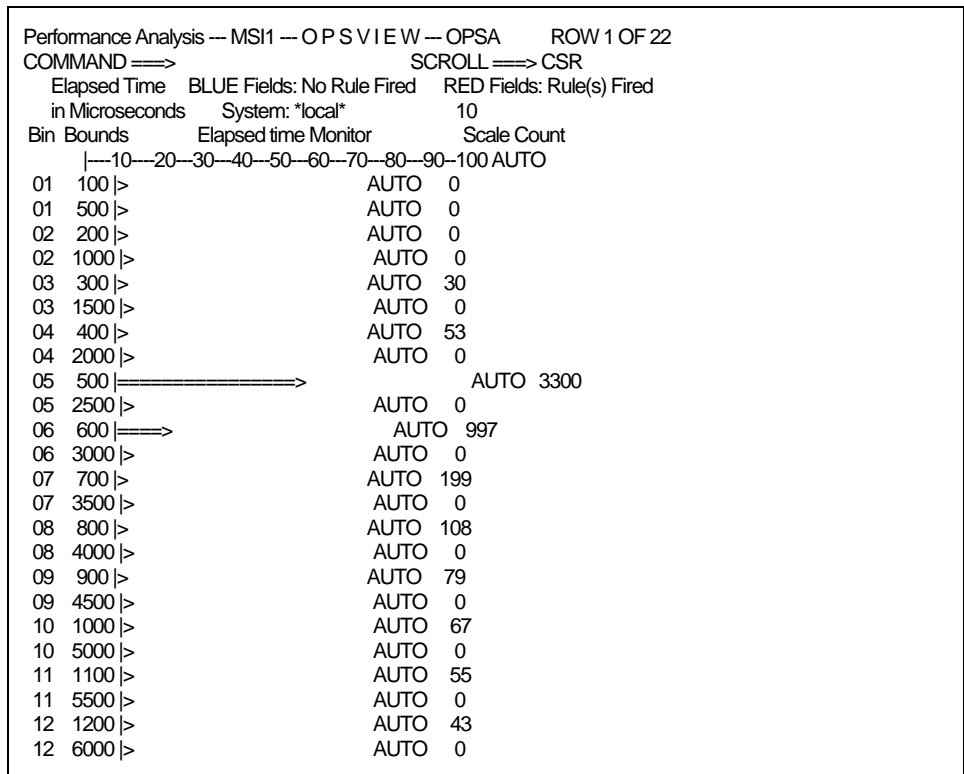 Performance Analysis --- MSI1 --- O P S V I E W --- OPSA ROW 1 OF 22
COMMAND ===> SCROLL ===> CSR
Elapsed Time BLUE Fields: No Rule Fired RED Fields: Rule(s) Fired
in Microseconds System: *local* 10
Bin Bounds Elapsed time Monitor Scale Count
|----10----20---30---40---50---60---70---80---90--100 AUTO
01 100 |> AUTO 0
01 500 |> AUTO 0
02 200 |> AUTO 0
02 1000 |> AUTO 0
03 300 |> AUTO 30
03 1500 |> AUTO 0
04 400 |> AUTO 53
04 2000 |> AUTO 0
05 500 |================> AUTO 3300
05 2500 |> AUTO 0
06 600 |====> AUTO 997
06 3000 |> AUTO 0
07 700 |> AUTO 199
07 3500 |> AUTO 0
08 800 |> AUTO 108
08 4000 |> AUTO 0
09 900 |> AUTO 79
09 4500 |> AUTO 0
10 1000 |> AUTO 67
10 5000 |> AUTO 0
11 1100 |> AUTO 55
11 5500 |> AUTO 0
12 1200 |> AUTO 43
12 6000 |> AUTO 0